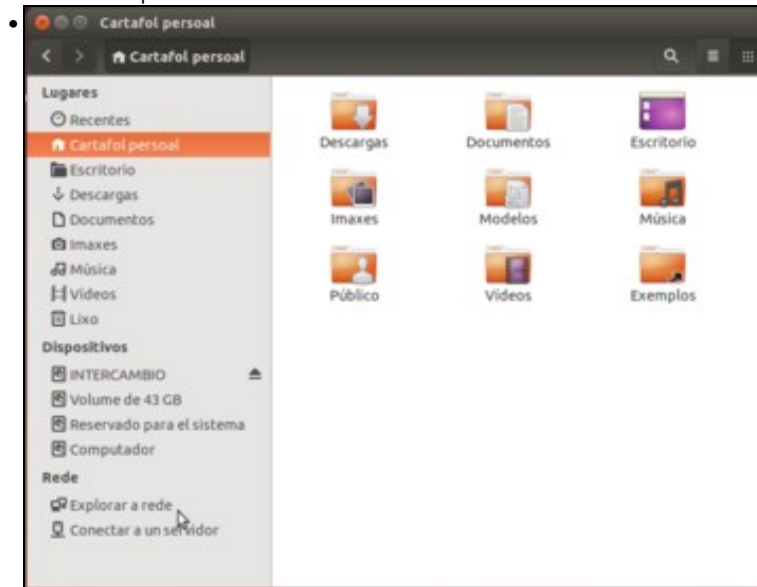 Cartafol persoal
Cartafol persoal
Lugares
Recentes
Cartafol persoal
Escritorio
Descargas
Documentos
Imaxes
Música
Vídeos
Lixo
Dispositivos
INTERCAMBIO
Volume de 43 GB
Reservado para el sistema
Computador
Rede
Explorar a rede
Conectar a un servidor
Descargas Documentos Escritorio
Imaxes Modelos Música
Público Vídeos Exemplos